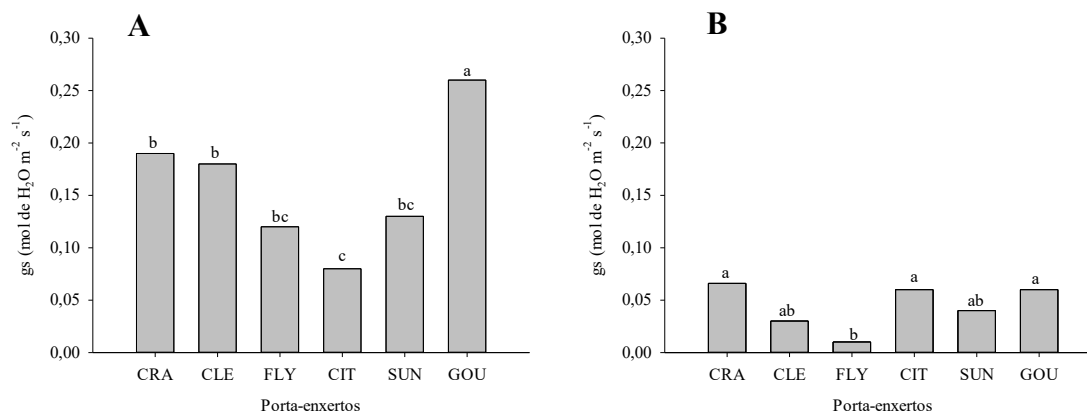 A
gs (mol de H₂O m⁻² s⁻¹)
0,30
0,25
0,20
0,15
0,10
0,05
0,00
b
b
bc
c
bc
a
CRA CLE FLY CIT SUN GOU
Porta-enxertos
B
gs (mol de H₂O m⁻² s⁻¹)
0,30
0,25
0,20
0,15
0,10
0,05
0,00
a
ab
b
a
ab
a
CRA CLE FLY CIT SUN GOU
Porta-enxertos